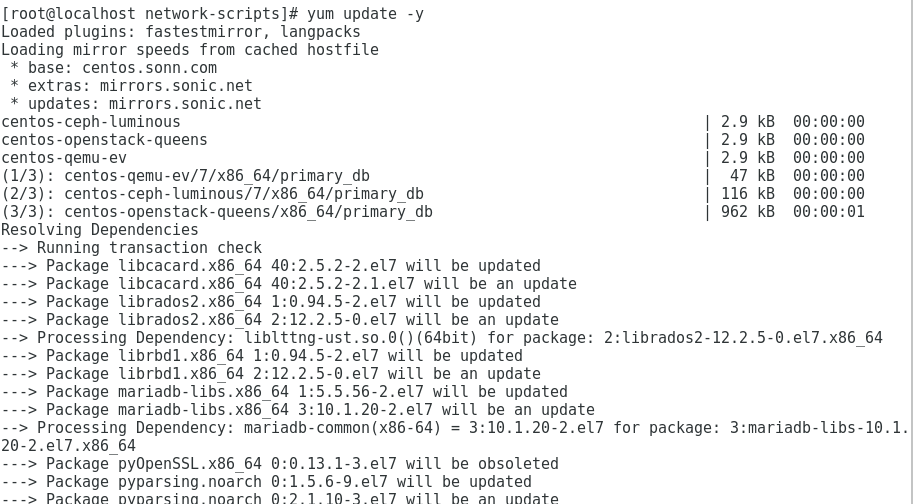 [root@localhost network-scripts]# yum update -y
Loaded plugins: fastestmirror, langpacks
Loading mirror speeds from cached hostfile
 * base: centos.sonn.com
 * extras: mirrors.sonic.net
 * updates: mirrors.sonic.net
centos-ceph-luminous | 2.9 kB 00:00:00
centos-openstack-queens | 2.9 kB 00:00:00
centos-qemu-ev | 2.9 kB 00:00:00
(1/3): centos-qemu-ev/7/x86_64/primary_db | 47 kB 00:00:00
(2/3): centos-ceph-luminous/7/x86_64/primary_db | 116 kB 00:00:00
(3/3): centos-openstack-queens/x86_64/primary_db | 962 kB 00:00:01
Resolving Dependencies
--> Running transaction check
---> Package libcacard.x86_64 40:2.5.2-2.el7 will be updated
---> Package libcacard.x86_64 40:2.5.2-2.1.el7 will be an update
---> Package librados2.x86_64 1:0.94.5-2.el7 will be updated
---> Package librados2.x86_64 2:12.2.5-0.el7 will be an update
--> Processing Dependency: liblttng-ust.so.0()(64bit) for package: 2:librados2-12.2.5-0.el7.x86_64
---> Package librbd1.x86_64 1:0.94.5-2.el7 will be updated
---> Package librbd1.x86_64 2:12.2.5-0.el7 will be an update
---> Package mariadb-libs.x86_64 1:5.5.56-2.el7 will be updated
---> Package mariadb-libs.x86_64 3:10.1.20-2.el7 will be an update
--> Processing Dependency: mariadb-common(x86-64) = 3:10.1.20-2.el7 for package: 3:mariadb-libs-10.1.
20-2.el7.x86_64
---> Package pyOpenSSL.x86_64 0:0.13.1-3.el7 will be obsoleted
---> Package pyparsing.noarch 0:1.5.6-9.el7 will be updated
---> Package pyparsing.noarch 0:2.1.10-3.el7 will be an update